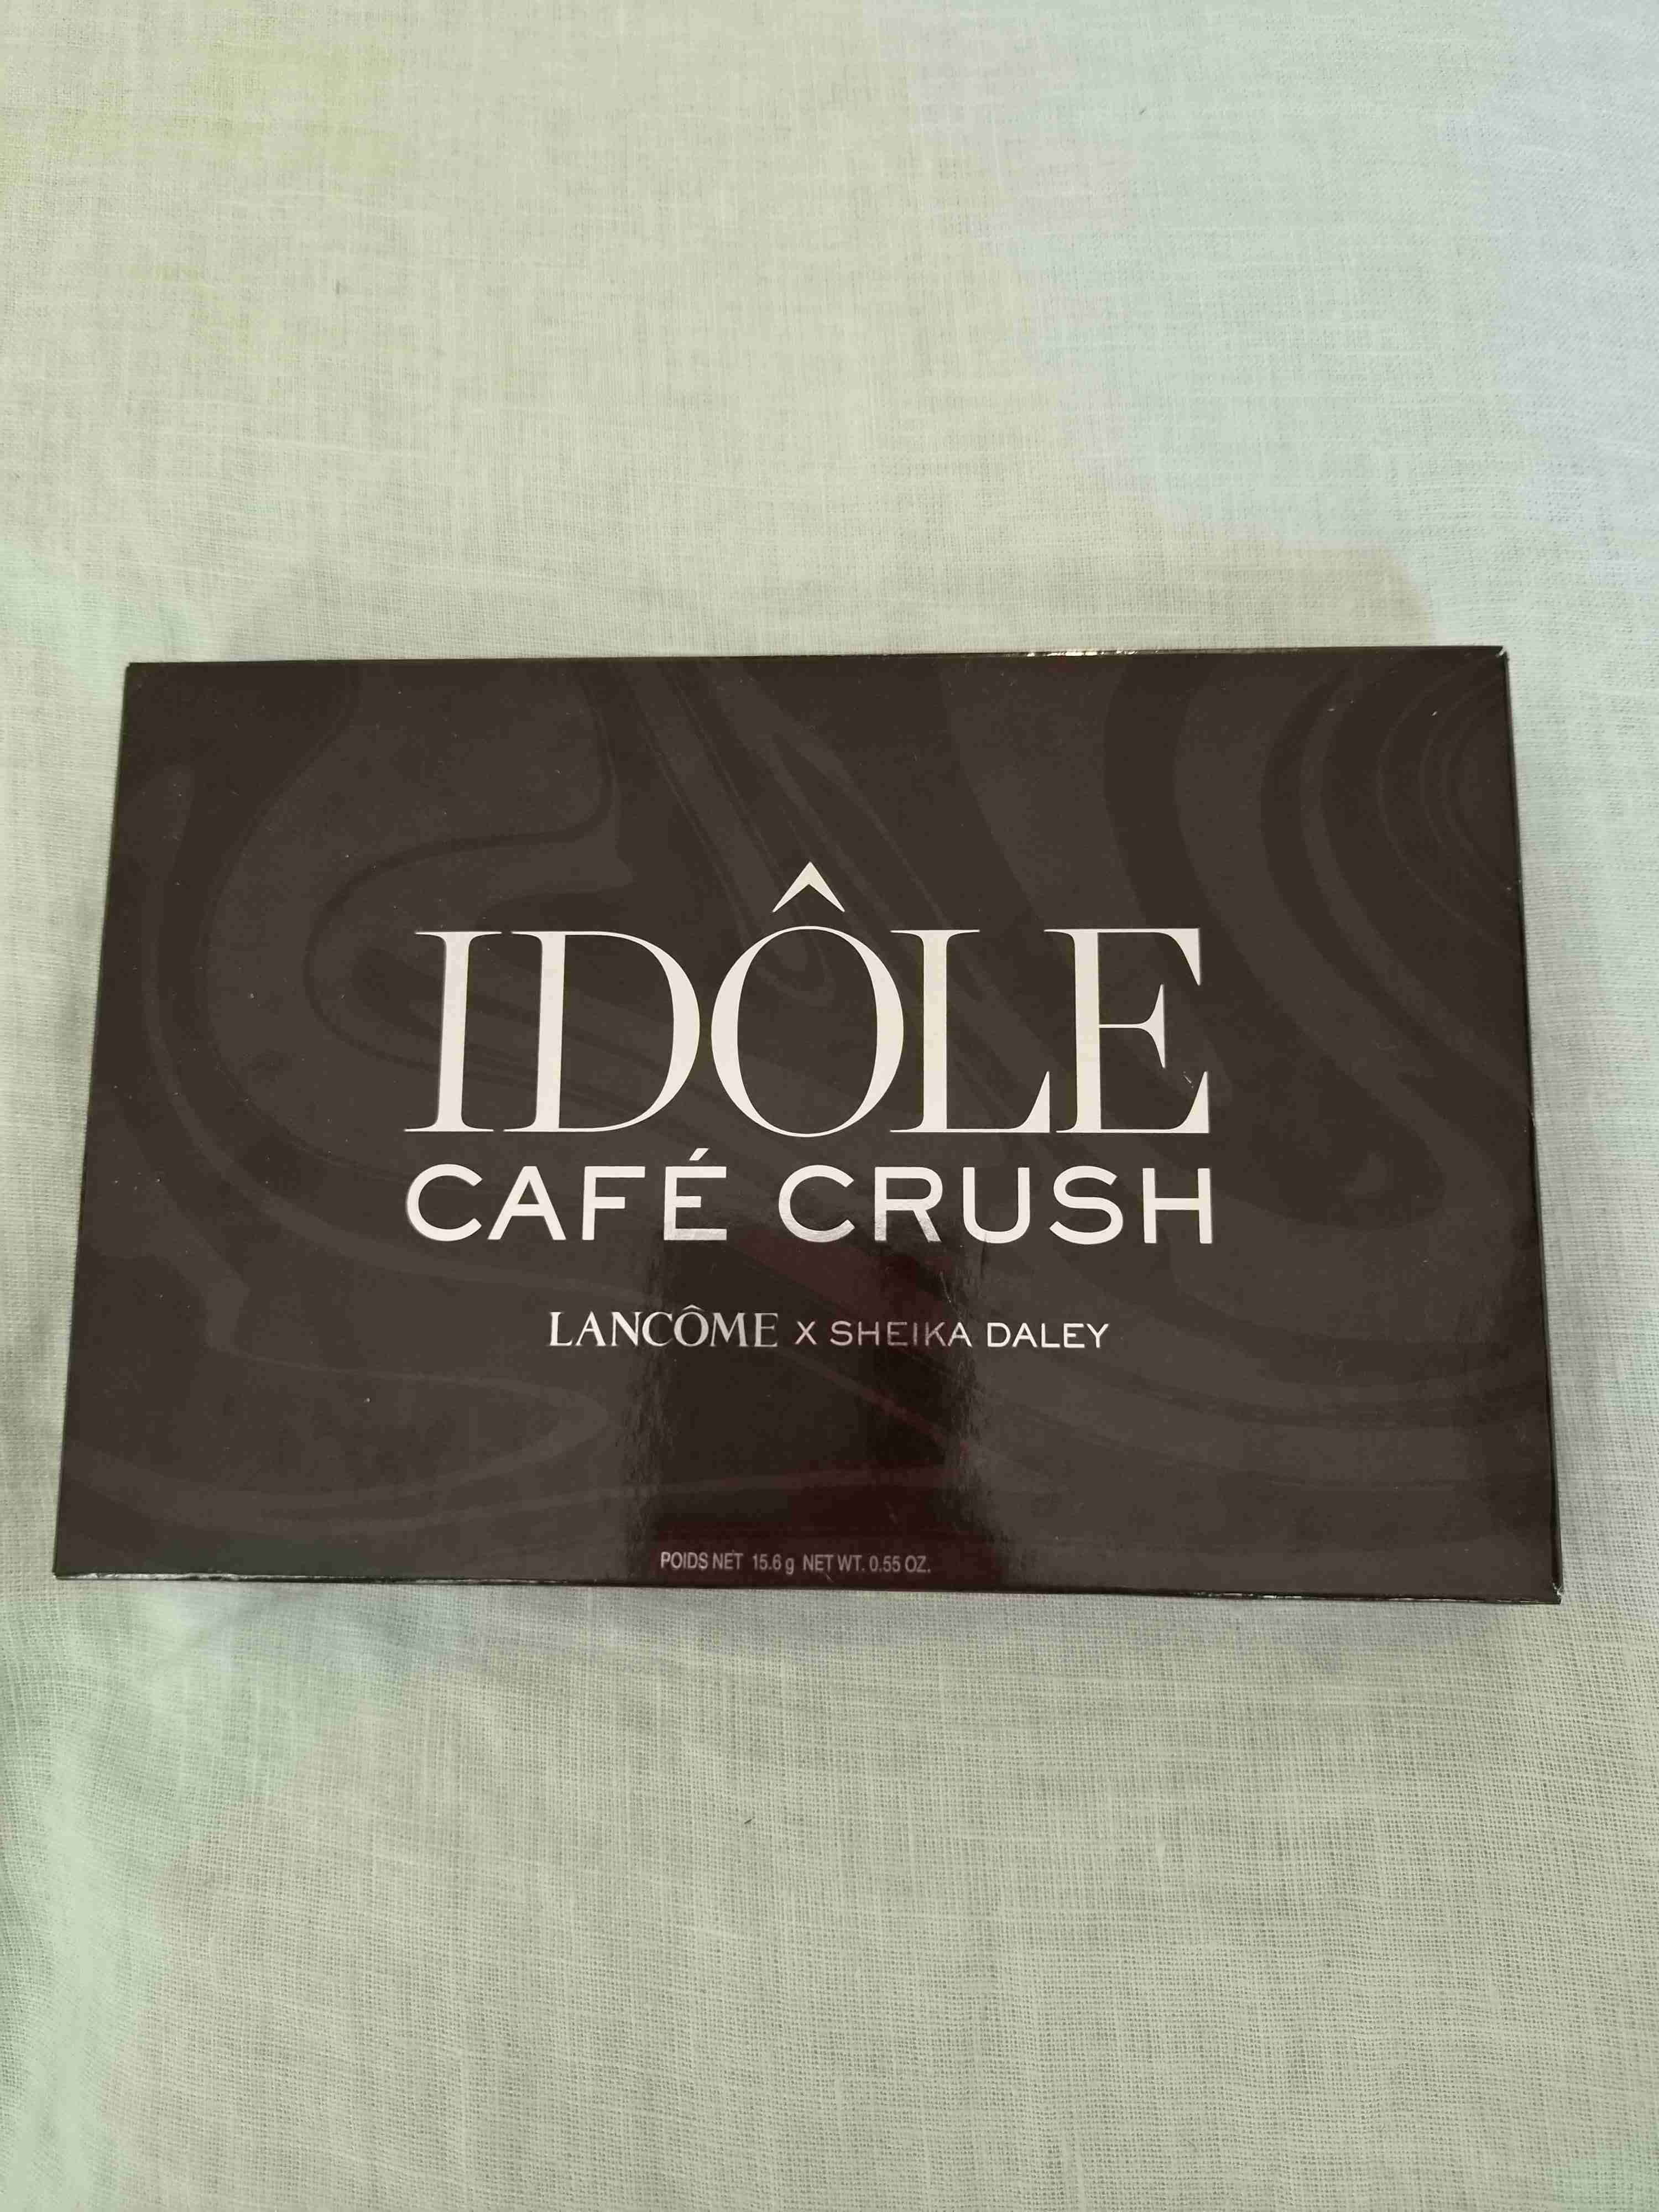 IDÔLE
CAFÉ CRUSH
LANCÔME X SHEIKA DALEY
POIDS NET 15.6 g NET WT. 0.55 OZ.